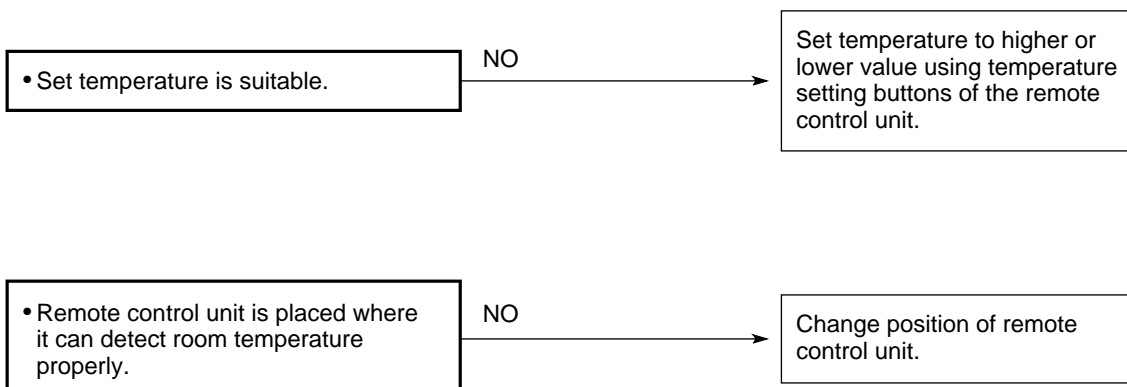 • Set temperature is suitable.
NO
Set temperature to higher or
lower value using temperature
setting buttons of the remote
control unit.
• Remote control unit is placed where
it can detect room temperature
properly.
NO
Change position of remote
control unit.